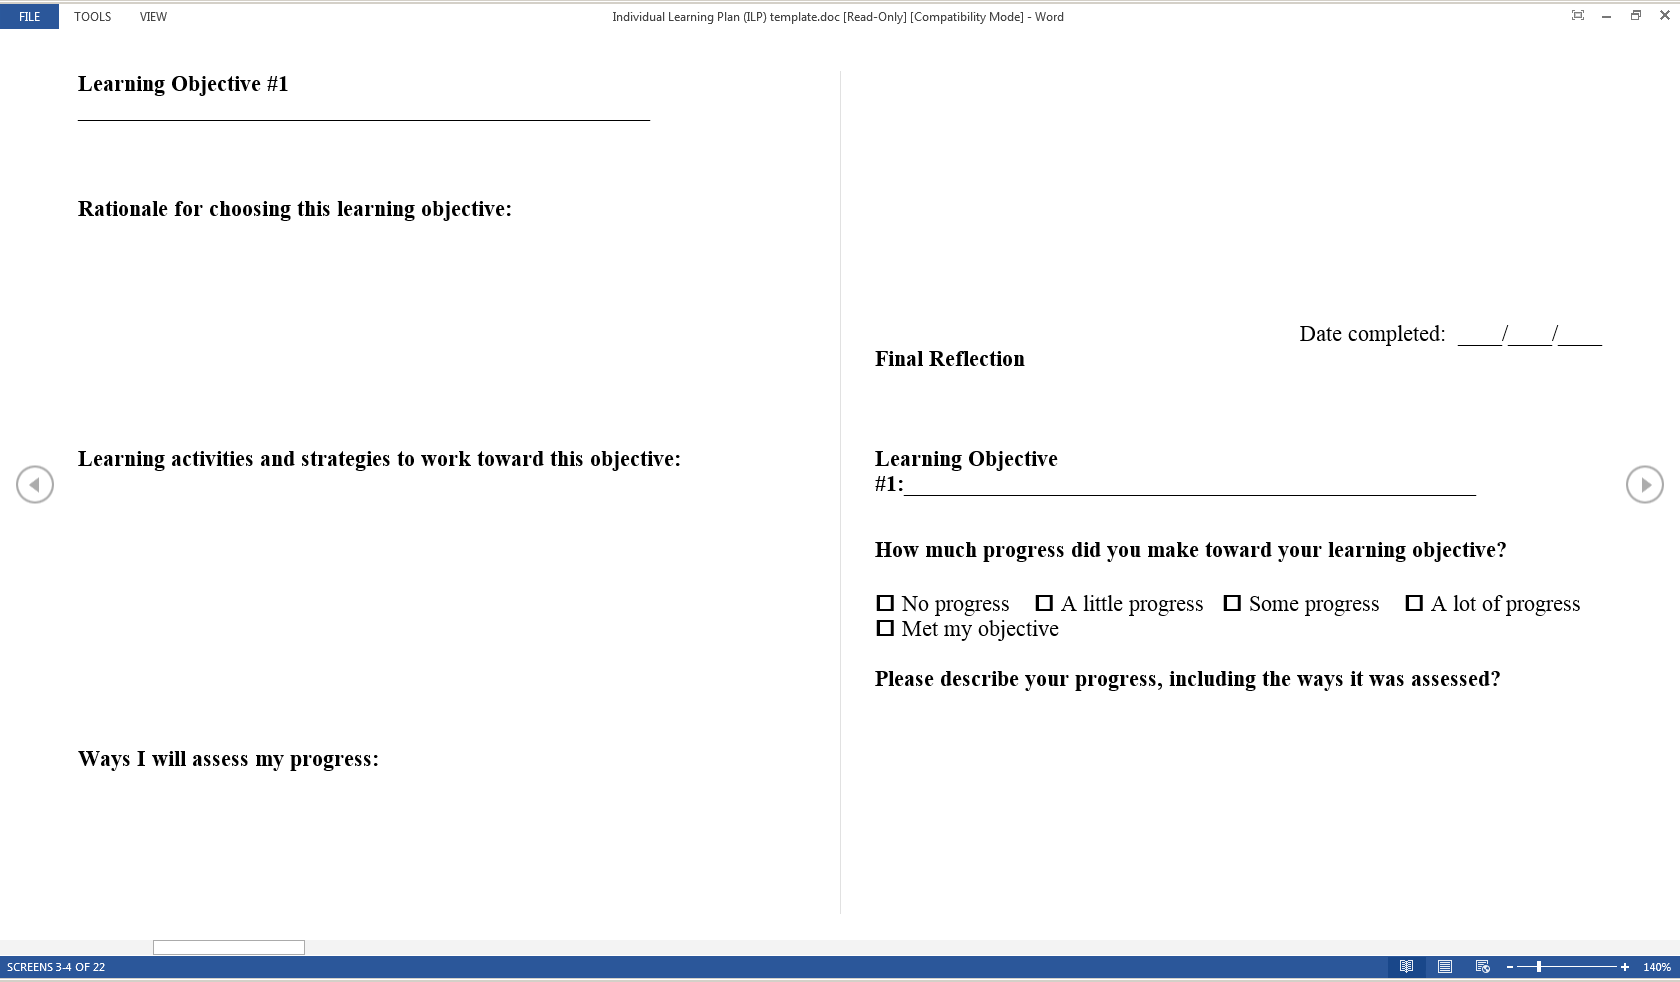 FILE TOOLS VIEW Individual Learning Plan (ILP) template.doc [Read-Only] [Compatibility Mode] - Word
Learning Objective #1
____________________________________________________
Rationale for choosing this learning objective:
Learning activities and strategies to work toward this objective:
Ways I will assess my progress:
Date completed: ____/____/____
Final Reflection
Learning Objective
#1:____________________________________________________
How much progress did you make toward your learning objective?
☐ No progress ☐ A little progress ☐ Some progress ☐ A lot of progress
☐ Met my objective
Please describe your progress, including the ways it was assessed?
SCREENS 3-4 OF 22 140%